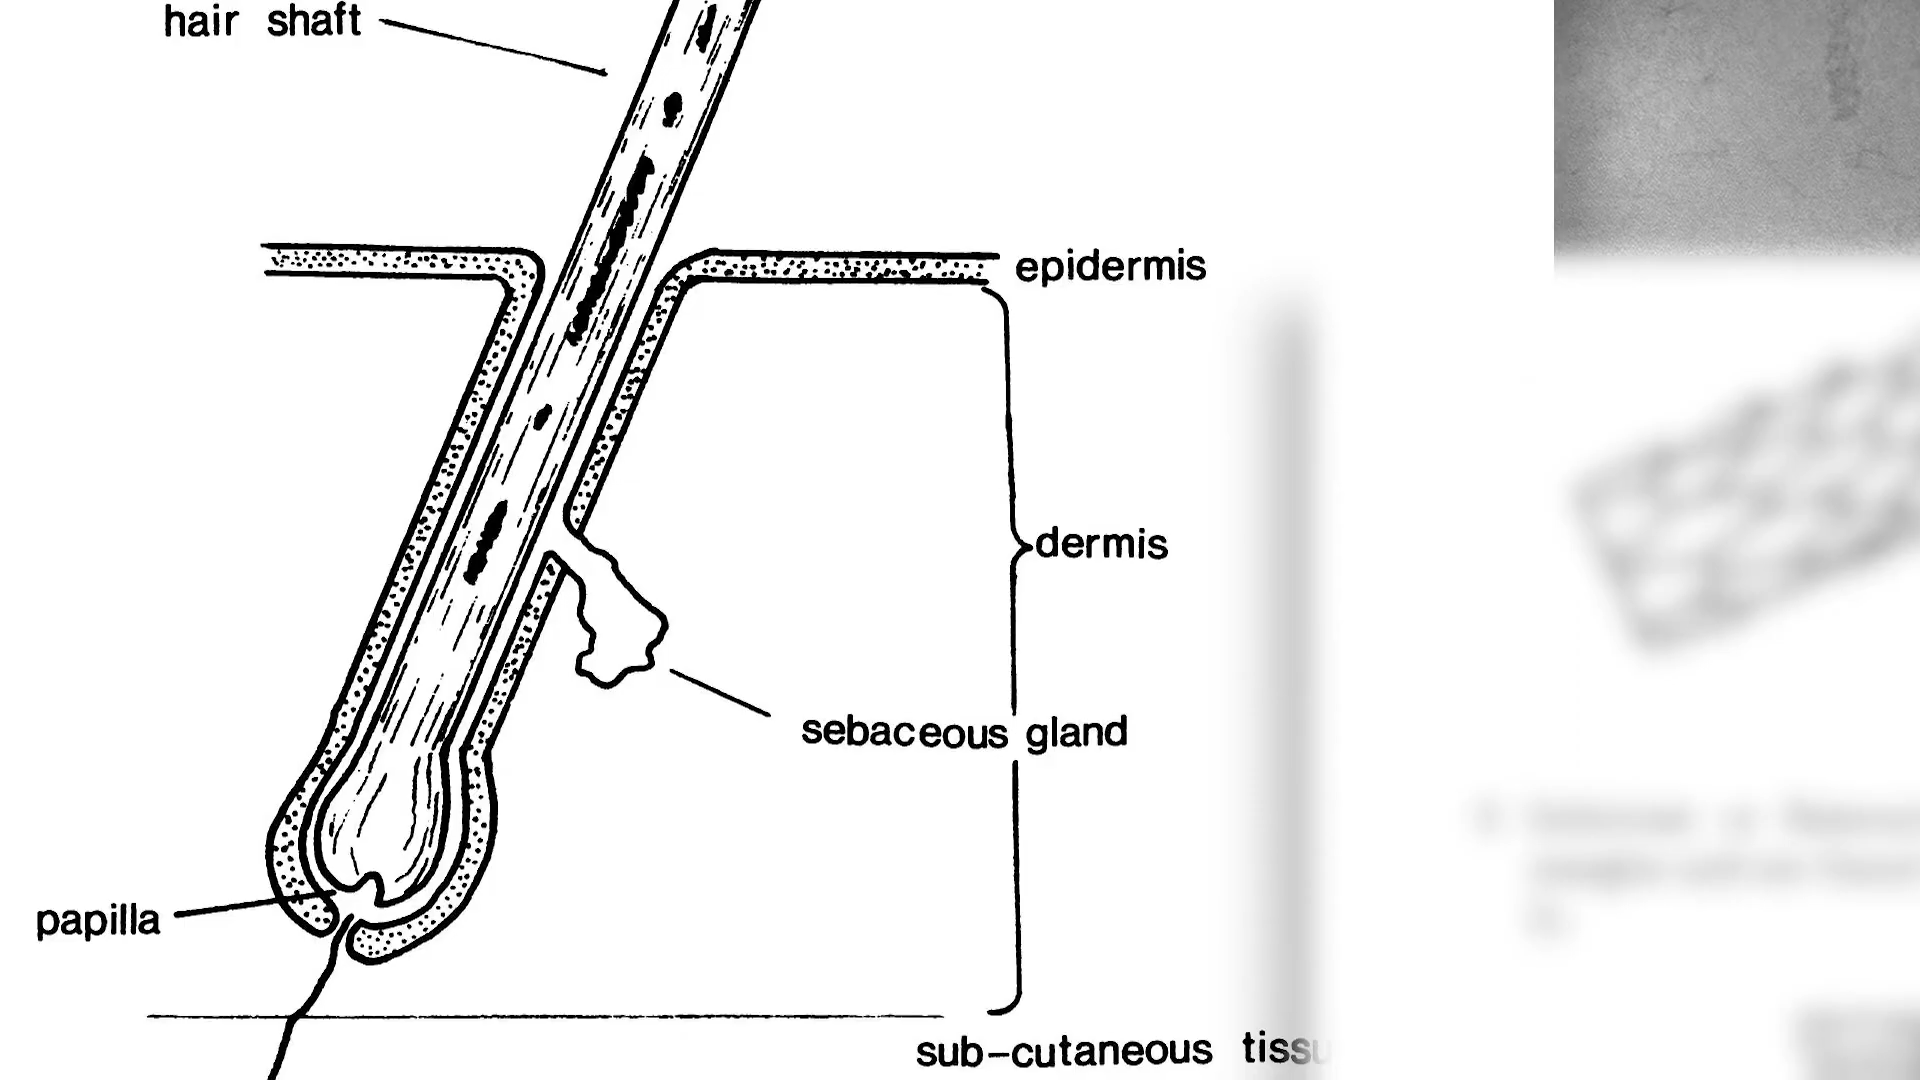 hair shaft
epidermis
dermis
sebaceous gland
papilla
sub-cutaneous